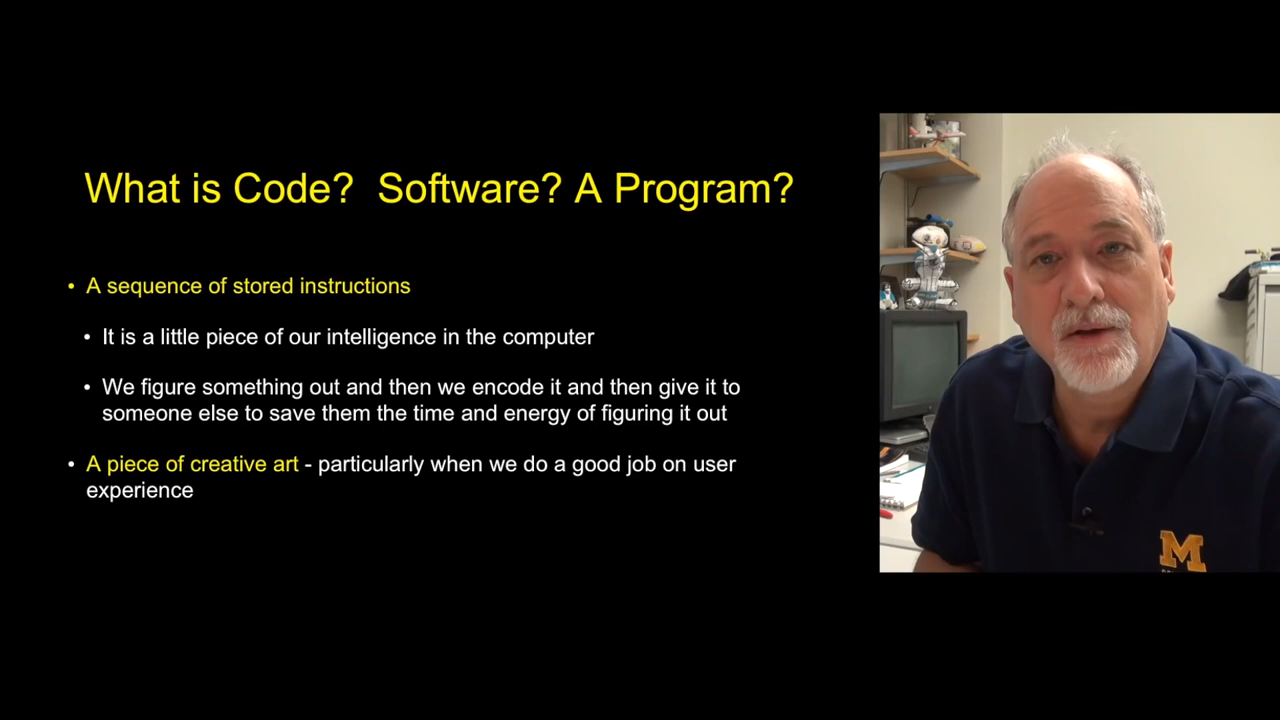 What is Code? Software? A Program?
• A sequence of stored instructions
• It is a little piece of our intelligence in the computer
• We figure something out and then we encode it and then give it to
someone else to save them the time and energy of figuring it out
• A piece of creative art - particularly when we do a good job on user
experience
M